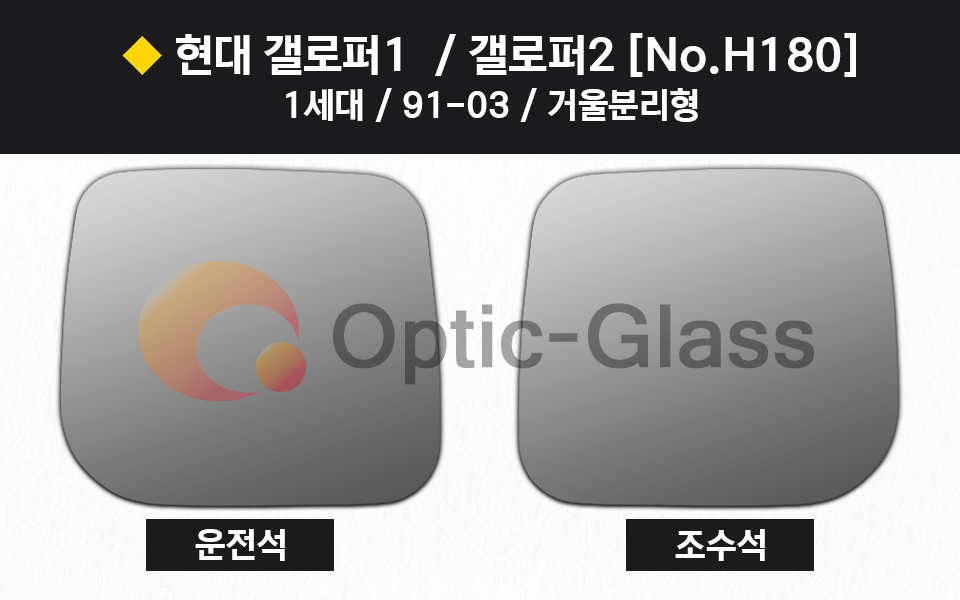 ◆ 현대 갤로퍼1 / 갤로퍼2 [No.H180]
1세대 / 91-03 / 거울분리형
Optic-Glass
운전석
조수석